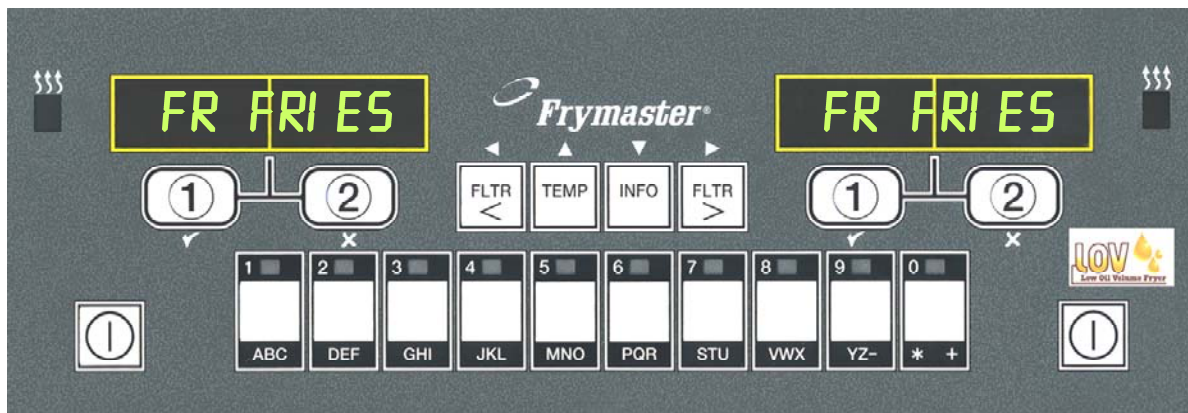 FR FRIES
Frymaster®
FR FRIES
1 2
FLTR < TEMP INFO FLTR >
1 2
1 2 3 4 5 6 7 8 9 0
ABC DEF GHI JKL MNO PQR STU VWX YZ- * +
LOV
Low Oil Volume Fryer